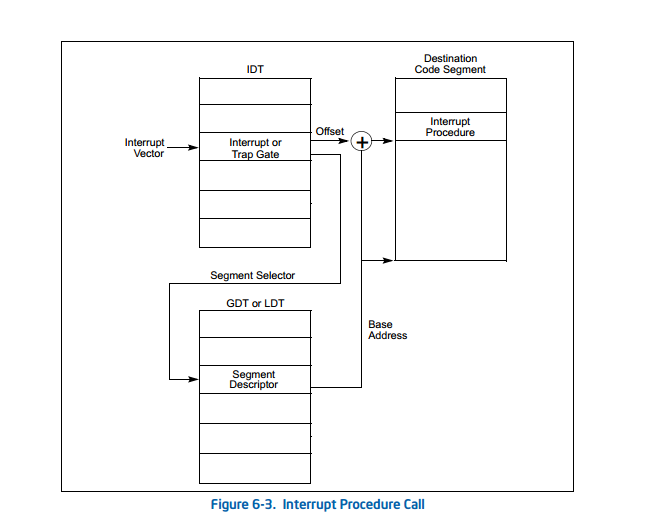 IDT
Destination
Code Segment
Interrupt
Vector
Interrupt or
Trap Gate
Offset
+
Interrupt
Procedure
Segment Selector
GDT or LDT
Segment
Descriptor
Base
Address
Figure 6-3. Interrupt Procedure Call